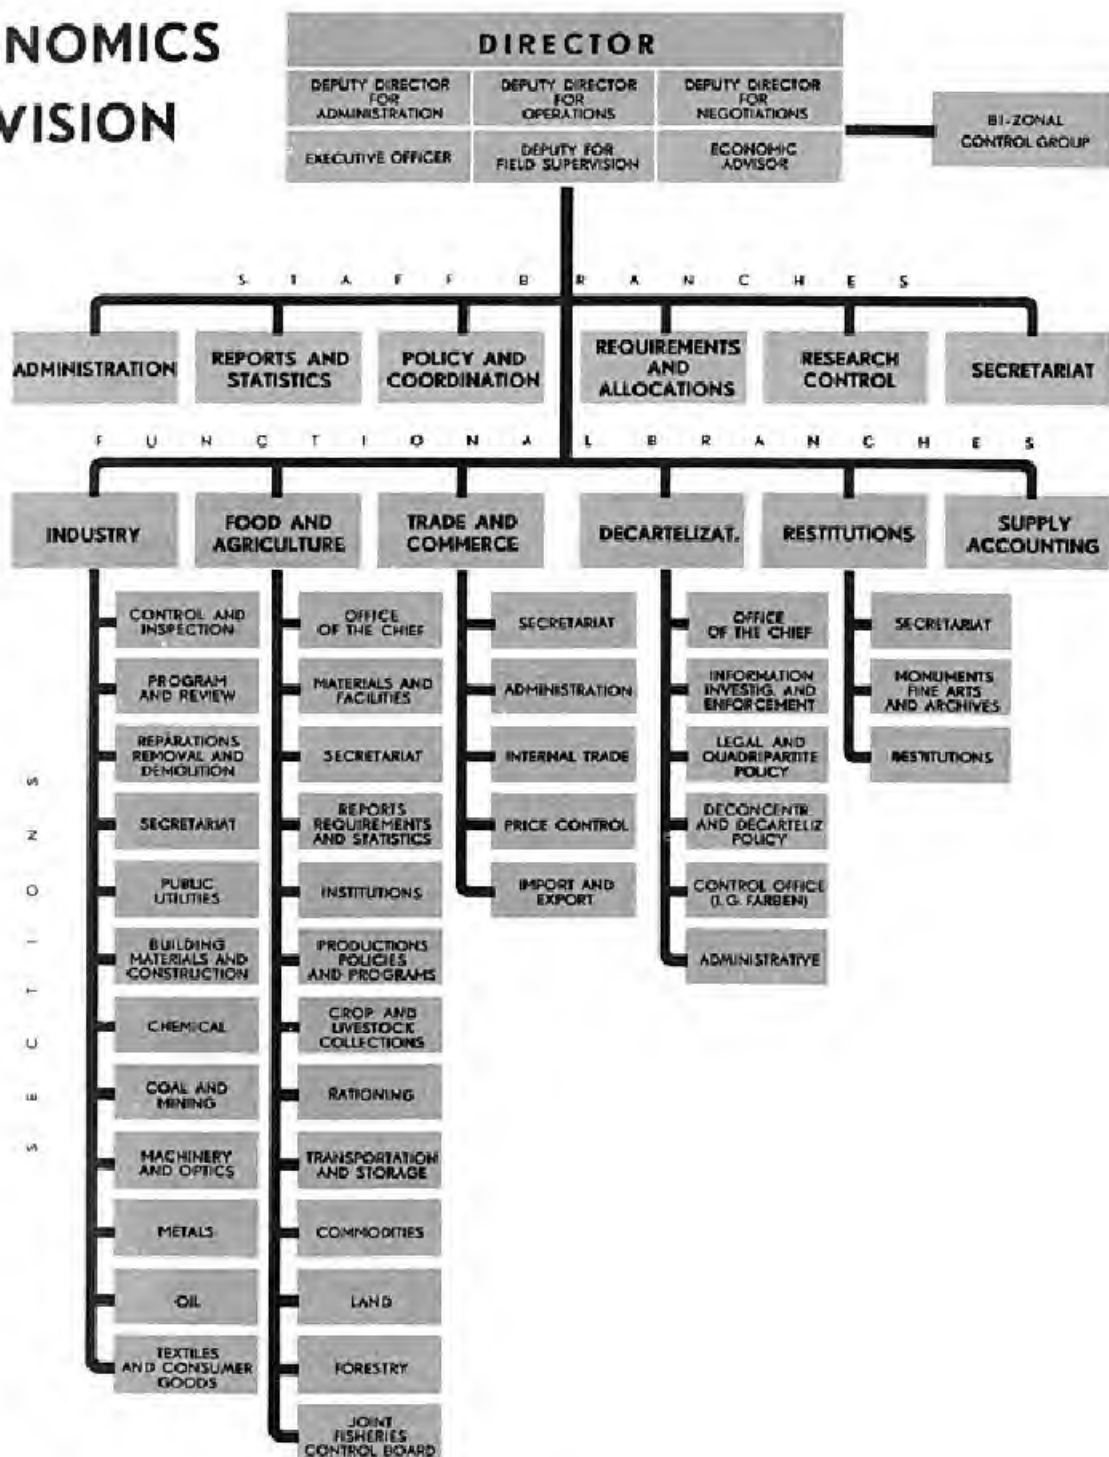 NOMICS
VISION
DIRECTOR
DEPUTY DIRECTOR
FOR
ADMINISTRATION
DEPUTY DIRECTOR
FOR
OPERATIONS
DEPUTY DIRECTOR
FOR
NEGOTIATIONS
EXECUTIVE OFFICER
DEPUTY FOR
FIELD SUPERVISION
ECONOMIC
ADVISOR
BI-ZONAL
CONTROL GROUP
STAFF BRANCHES
ADMINISTRATION
REPORTS AND
STATISTICS
POLICY AND
COORDINATION
REQUIREMENTS
AND
ALLOCATIONS
RESEARCH
CONTROL
SECRETARIAT
FUNCTIONAL BRANCHES
INDUSTRY
FOOD AND
AGRICULTURE
TRADE AND
COMMERCE
DECARTELIZAT.
RESTITUTIONS
SUPPLY
ACCOUNTING
SECTIONS
CONTROL AND
INSPECTION
PROGRAM
AND REVIEW
REPARATIONS
REMOVAL AND
DEMOLITION
SECRETARIAT
PUBLIC
UTILITIES
BUILDING
MATERIALS AND
CONSTRUCTION
CHEMICAL
COAL AND
MINING
MACHINERY
AND OPTICS
METALS
OIL
TEXTILES
AND CONSUMER
GOODS
OFFICE
OF THE CHIEF
MATERIALS AND
FACILITIES
SECRETARIAT
REPORTS
REQUIREMENTS
AND STATISTICS
INSTITUTIONS
PRODUCTIONS
POLICIES
AND PROGRAMS
CROP AND
LIVESTOCK
COLLECTIONS
RATIONING
TRANSPORTATION
AND STORAGE
COMMODITIES
LAND
FORESTRY
JOINT
FISHERIES
CONTROL BOARD
SECRETARIAT
ADMINISTRATION
INTERNAL TRADE
PRICE CONTROL
IMPORT AND
EXPORT
OFFICE
OF THE CHIEF
INFORMATION
INVESTIG. AND
ENFORCEMENT
LEGAL AND
QUADRIPARTITE
POLICY
DECONCENTR.
AND DECARTELIZ
POLICY
CONTROL OFFICE
(I. G. FARBEN)
ADMINISTRATIVE
SECRETARIAT
MONUMENTS
FINE ARTS
AND ARCHIVES
RESTITUTIONS